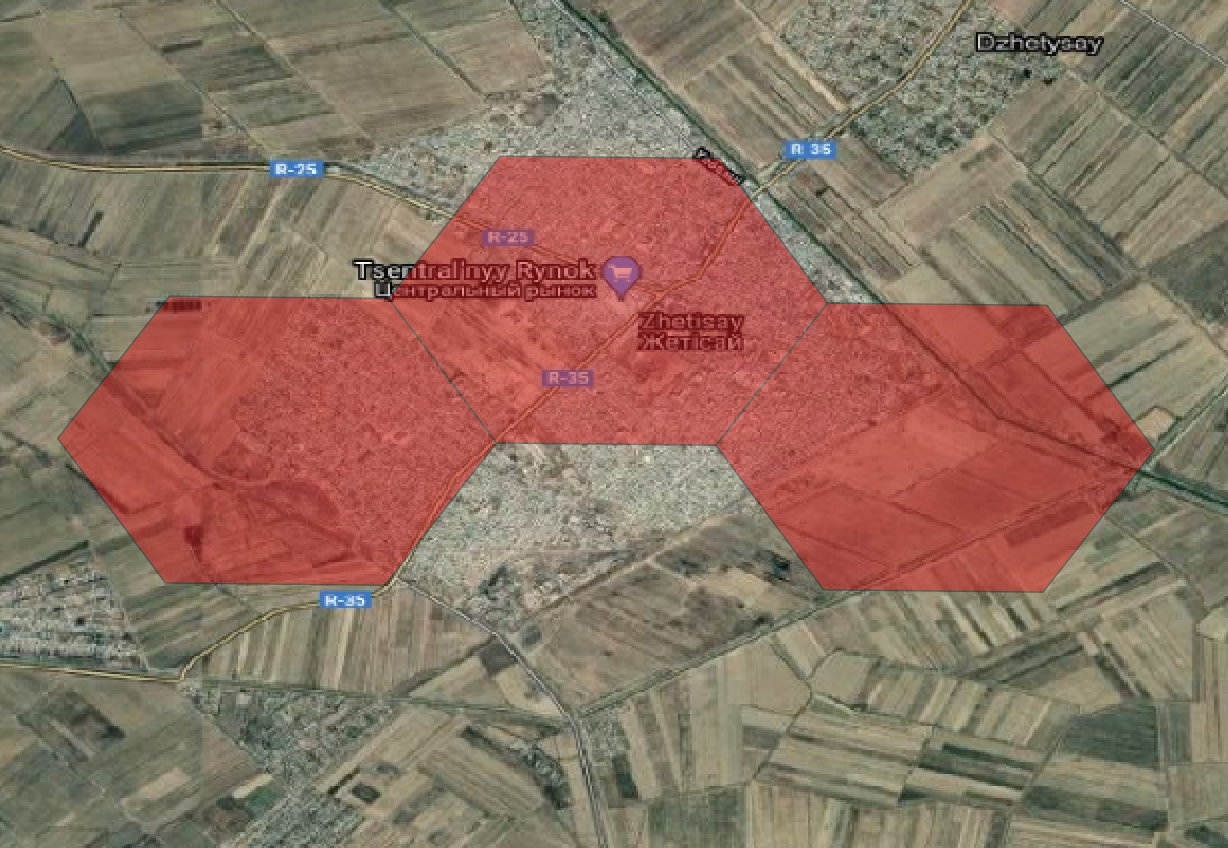 Dzhetysay
R-35
R-25
R-25
Tsentral'nyy Rynok
Центральный рынок
Zhetisay
Жетісай
R-35
R-35